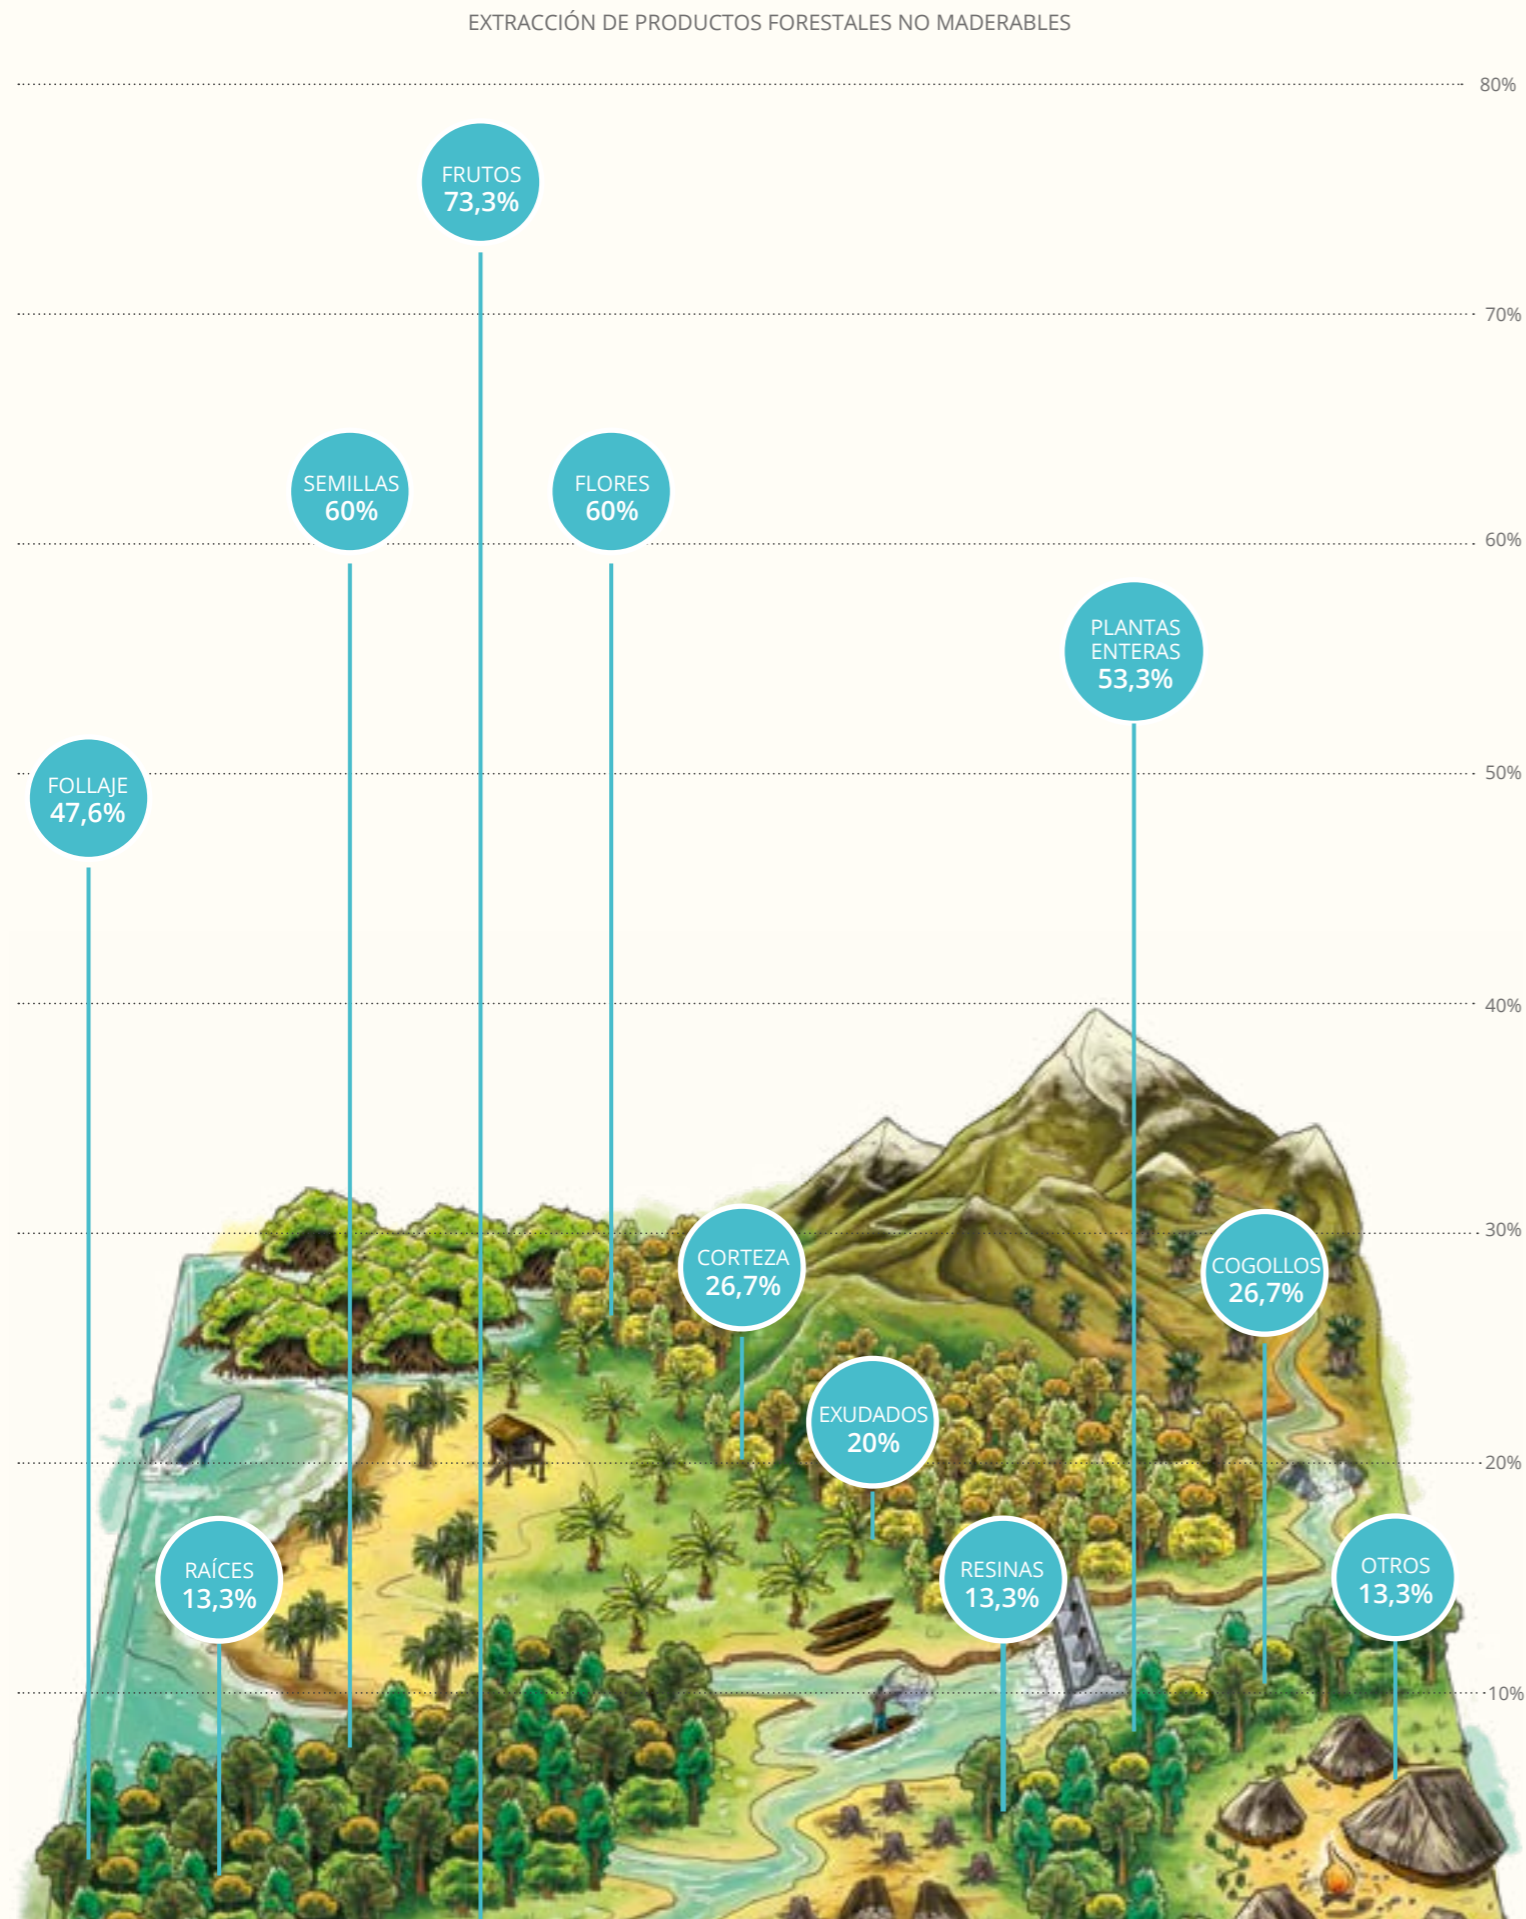 EXTRACCIÓN DE PRODUCTOS FORESTALES NO MADERABLES
80%
FRUTOS
73,3%
70%
SEMILLAS
60%
FLORES
60%
60%
PLANTAS
ENTERAS
53,3%
50%
FOLLAJE
47,6%
40%
30%
CORTEZA
26,7%
COGOLLOS
26,7%
EXUDADOS
20%
20%
RAÍCES
13,3%
RESINAS
13,3%
OTROS
13,3%
10%